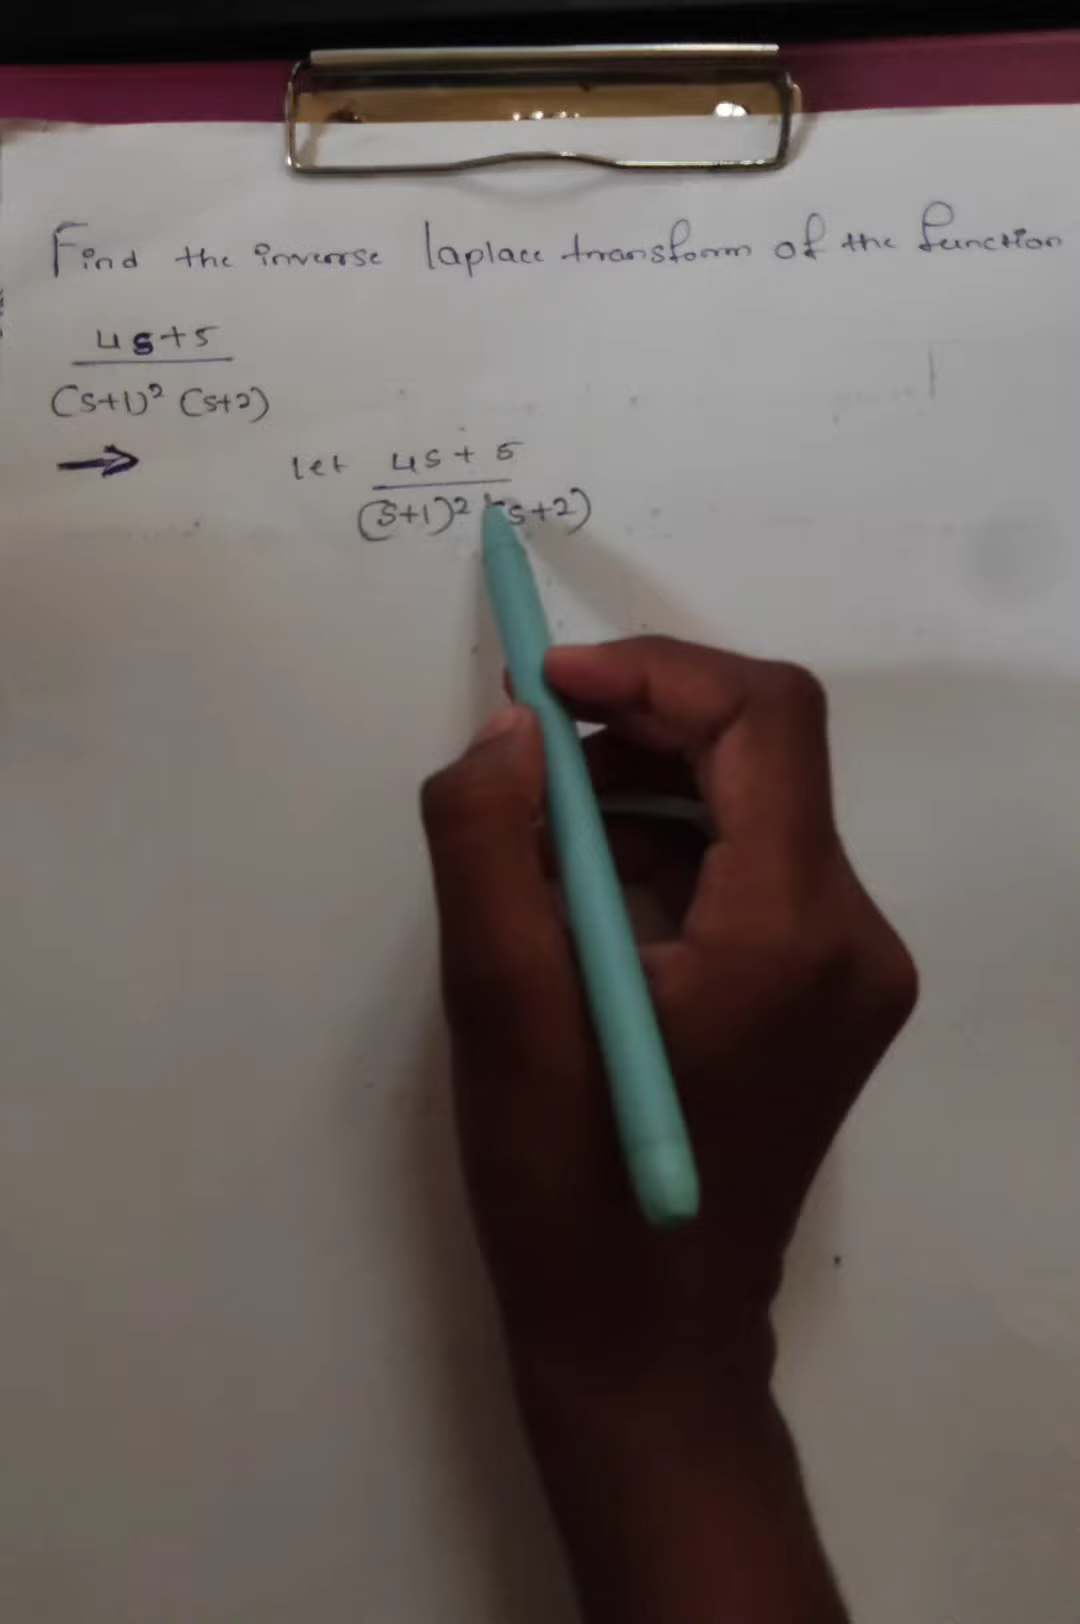 Find the inverse laplace transform of the function
4s+5
(s+1)² (s+2)
→ let 4s+5
(s+1)² (s+2)